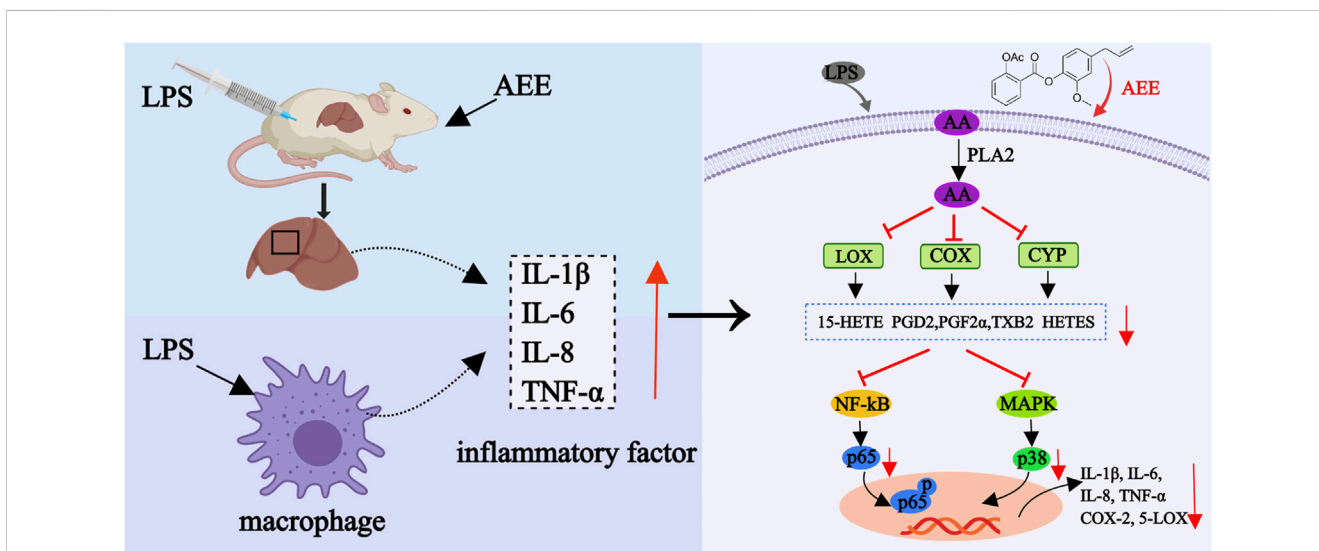 LPS
AEE
LPS
IL-1β
IL-6
IL-8
TNF-α
inflammatory factor
macrophage
LPS
OAc
O
O
O
AEE
AA
PLA2
AA
LOX
COX
CYP
15-HETE PGD2,PGF2α,TXB2 HETES
NF-kB
MAPK
p65
p38
p
p65
IL-1β, IL-6,
IL-8, TNF-α
COX-2, 5-LOX